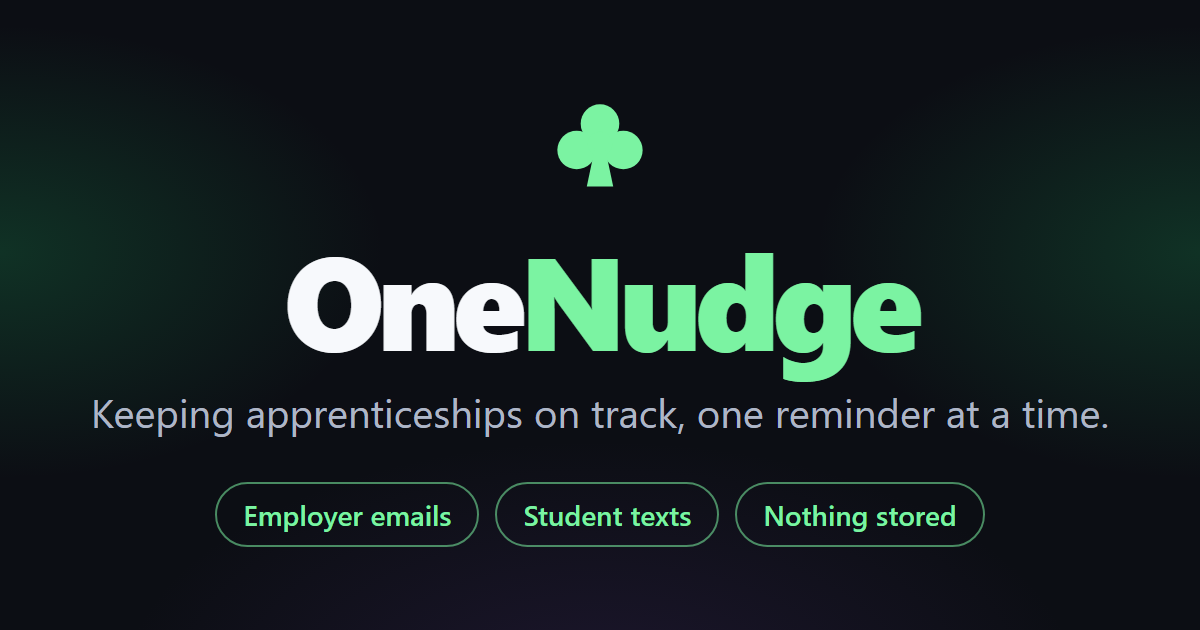 OneNudge
Keeping apprenticeships on track, one reminder at a time.
Employer emails
Student texts
Nothing stored